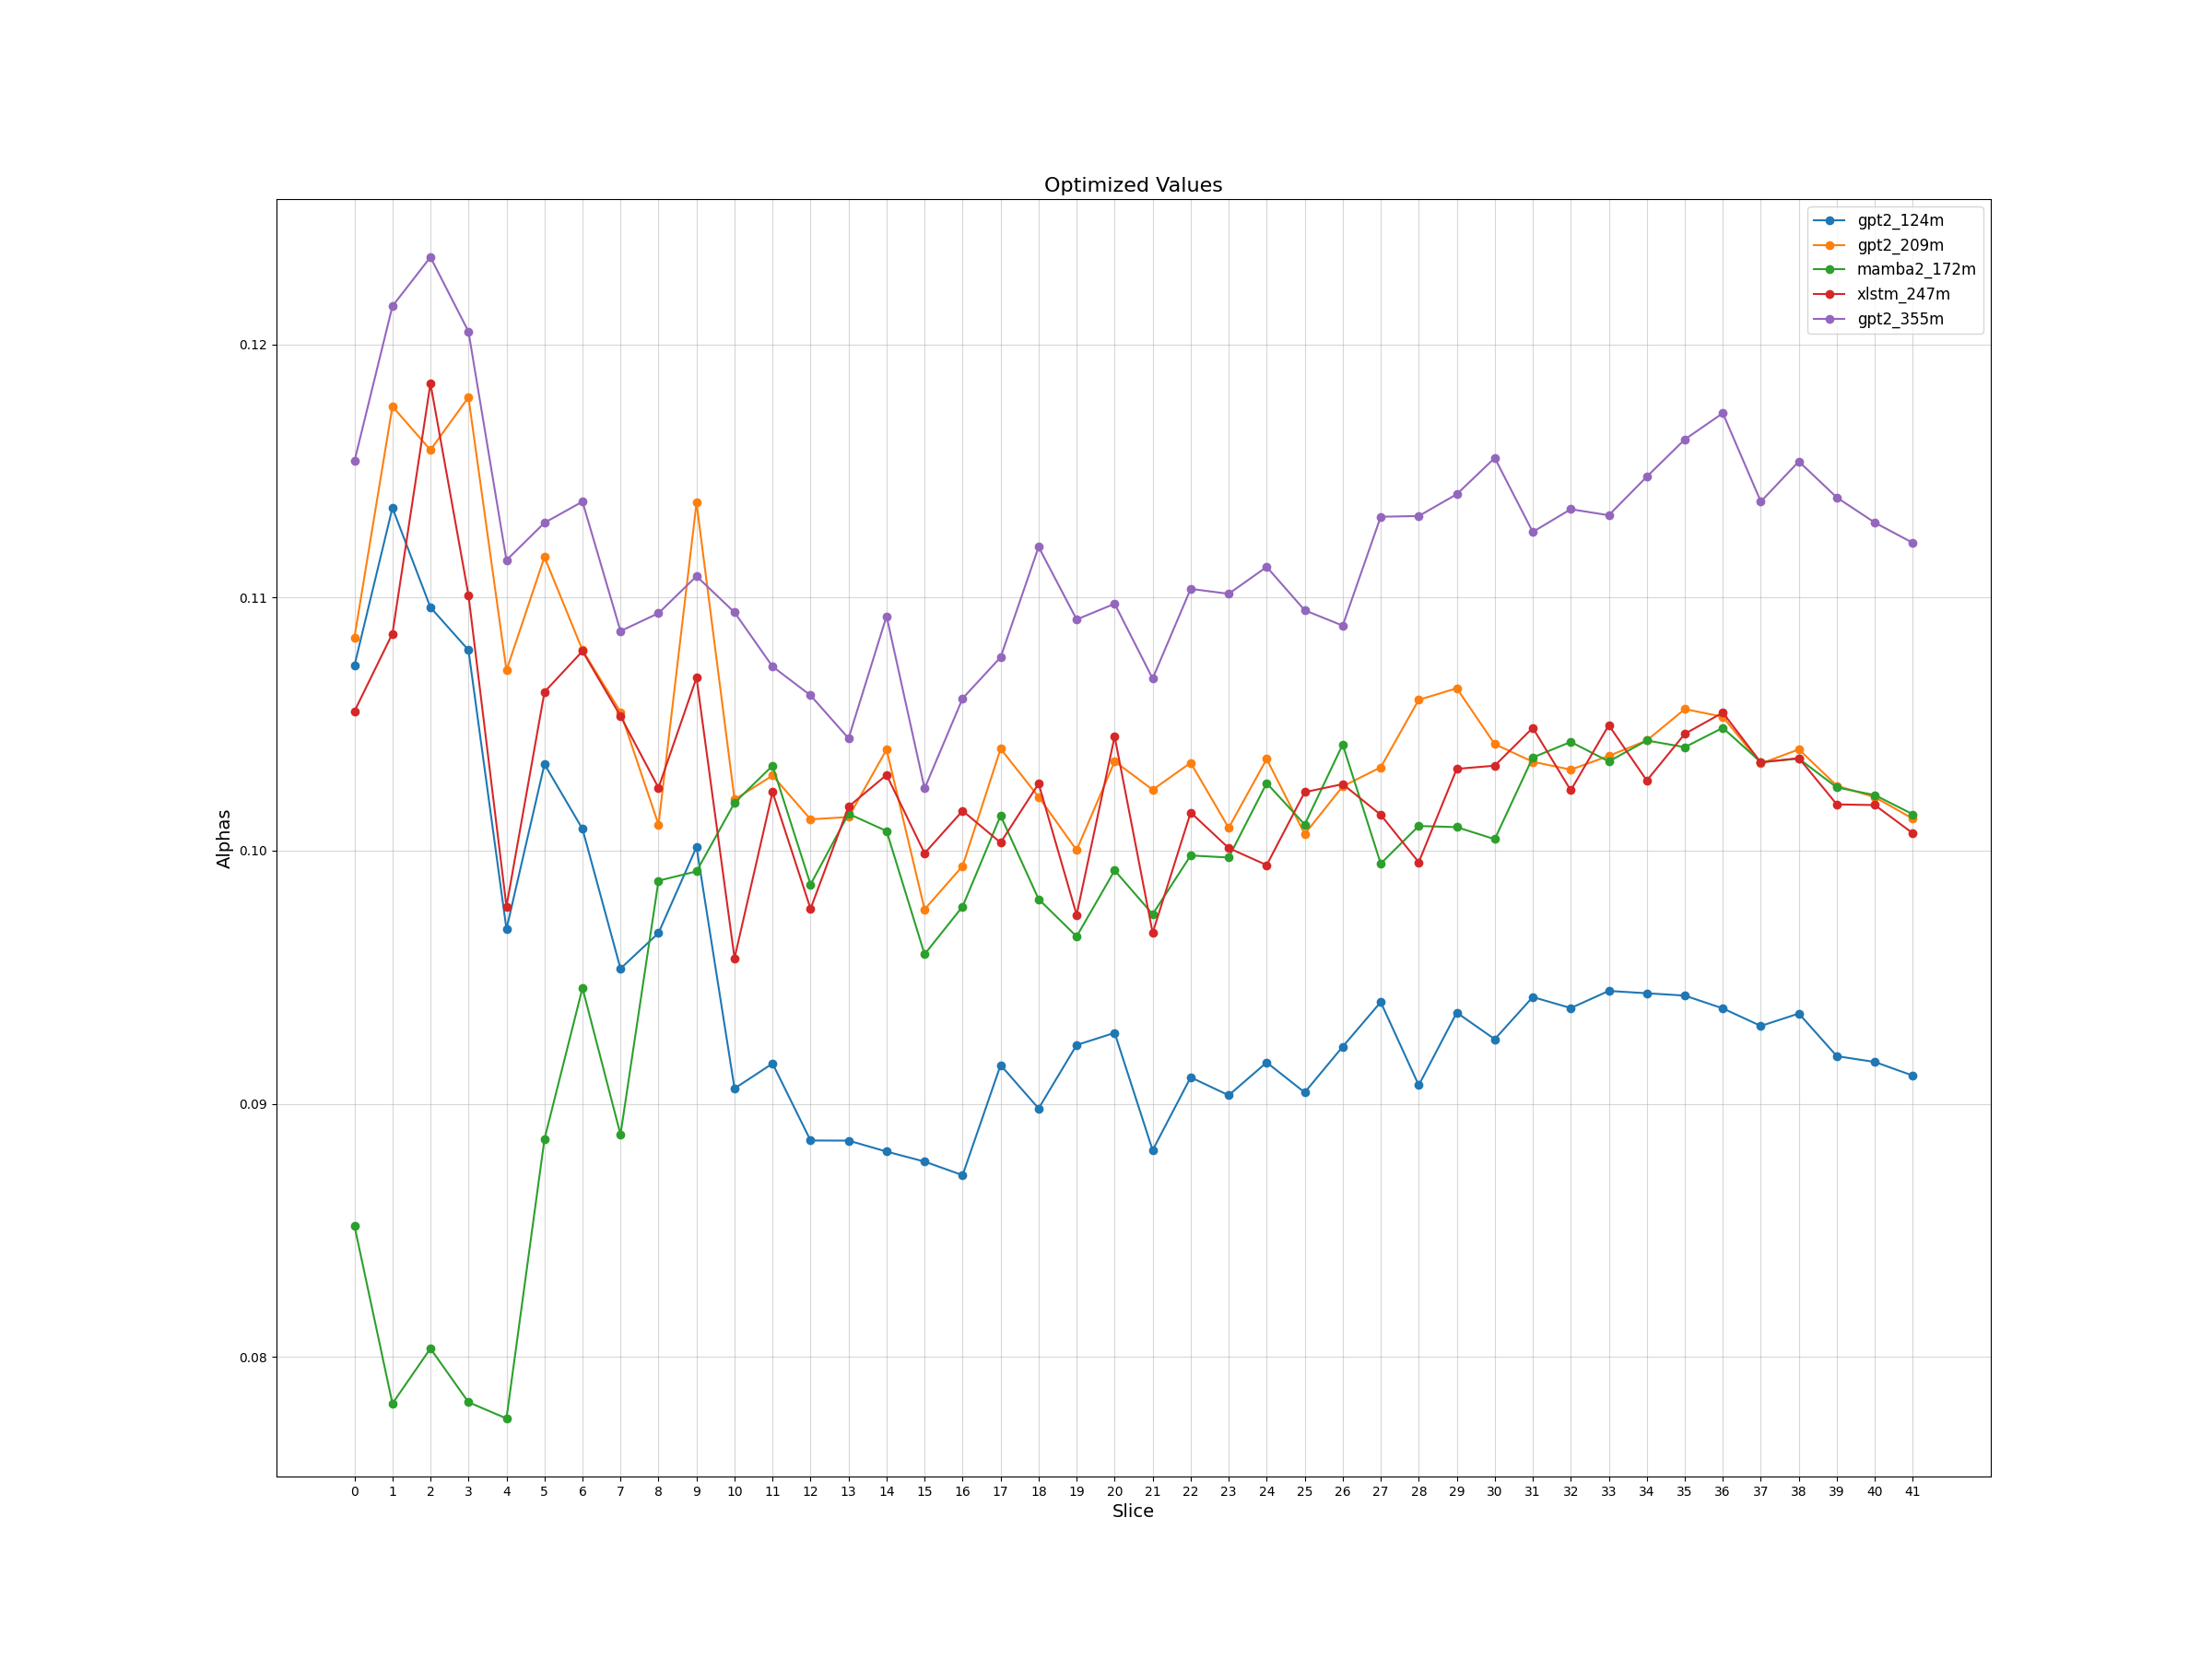 Optimized Values
gpt2_124m
gpt2_209m
mamba2_172m
xlstm_247m
gpt2_355m
0.12
0.11
0.10
0.09
0.08
Alphas
0 1 2 3 4 5 6 7 8 9 10 11 12 13 14 15 16 17 18 19 20 21 22 23 24 25 26 27 28 29 30 31 32 33 34 35 36 37 38 39 40 41
Slice